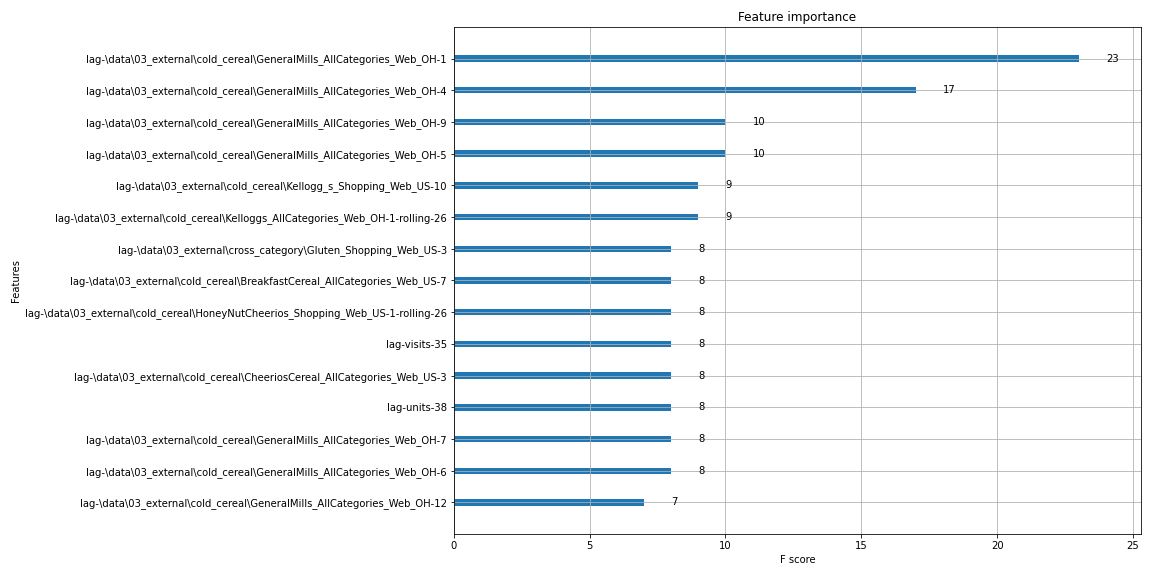 Feature importance
lag-\data\03_external\cold_cereal\GeneralMills_AllCategories_Web_OH-1 23
lag-\data\03_external\cold_cereal\GeneralMills_AllCategories_Web_OH-4 17
lag-\data\03_external\cold_cereal\GeneralMills_AllCategories_Web_OH-9 10
lag-\data\03_external\cold_cereal\GeneralMills_AllCategories_Web_OH-5 10
lag-\data\03_external\cold_cereal\Kellogg_s_Shopping_Web_US-10 9
lag-\data\03_external\cold_cereal\Kelloggs_AllCategories_Web_OH-1-rolling-26 9
lag-\data\03_external\cross_category\Gluten_Shopping_Web_US-3 8
lag-\data\03_external\cold_cereal\BreakfastCereal_AllCategories_Web_US-7 8
lag-\data\03_external\cold_cereal\HoneyNutCheerios_Shopping_Web_US-1-rolling-26 8
lag-visits-35 8
lag-\data\03_external\cold_cereal\CheeriosCereal_AllCategories_Web_US-3 8
lag-units-38 8
lag-\data\03_external\cold_cereal\GeneralMills_AllCategories_Web_OH-7 8
lag-\data\03_external\cold_cereal\GeneralMills_AllCategories_Web_OH-6 8
lag-\data\03_external\cold_cereal\GeneralMills_AllCategories_Web_OH-12 7
Features
0 5 10 15 20 25
F score